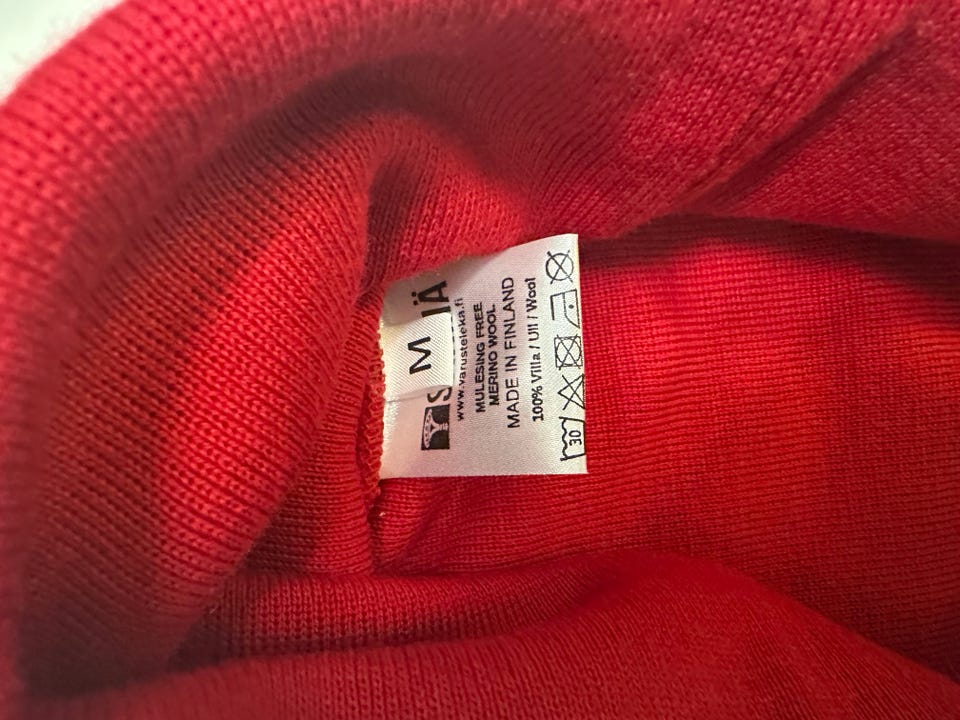 M
www.varusteleka.fi
MULESING FREE
MERINO WOOL
MADE IN FINLAND
100% Villa / Ull / Wool
30